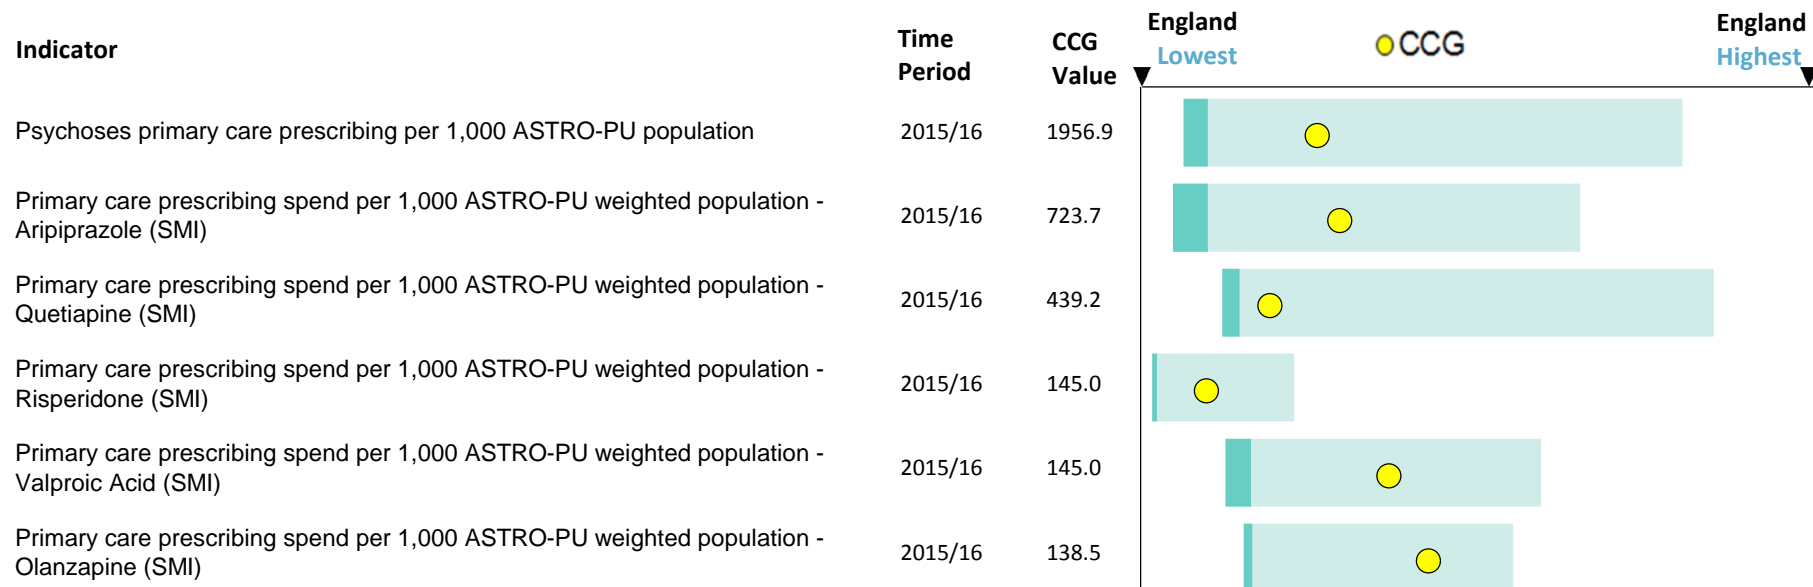 Indicator
Time
Period
CCG
Value
England
Lowest
CCG
England
Highest
Psychoses primary care prescribing per 1,000 ASTRO-PU population
2015/16
1956.9
Primary care prescribing spend per 1,000 ASTRO-PU weighted population -
Aripiprazole (SMI)
2015/16
723.7
Primary care prescribing spend per 1,000 ASTRO-PU weighted population -
Quetiapine (SMI)
2015/16
439.2
Primary care prescribing spend per 1,000 ASTRO-PU weighted population -
Risperidone (SMI)
2015/16
145.0
Primary care prescribing spend per 1,000 ASTRO-PU weighted population -
Valproic Acid (SMI)
2015/16
145.0
Primary care prescribing spend per 1,000 ASTRO-PU weighted population -
Olanzapine (SMI)
2015/16
138.5